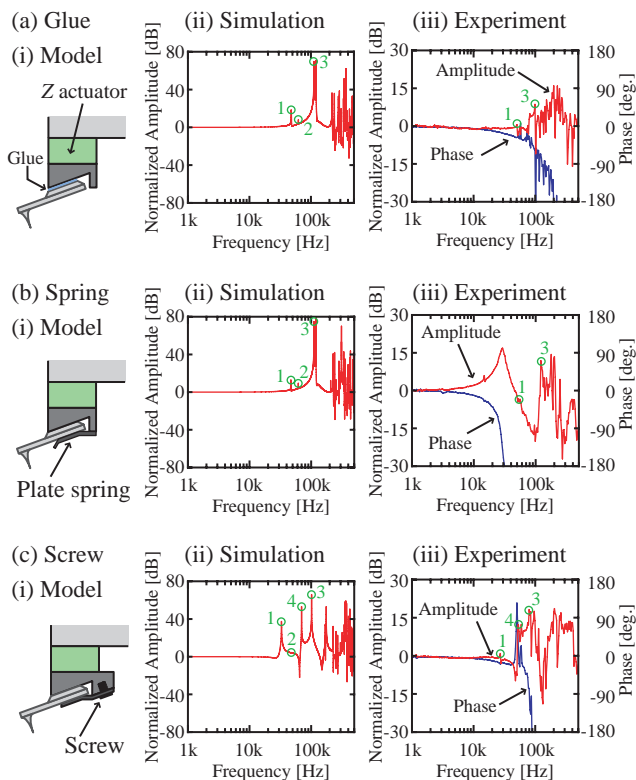 (a) Glue
(i) Model
Z actuator
Glue
(ii) Simulation
Normalized Amplitude [dB]
80
40
0
-40
-80
1
2
3
1k 10k 100k
Frequency [Hz]
(iii) Experiment
Normalized Amplitude [dB]
30
15
0
-15
-30
Amplitude
Phase
1
3
180
90
0
-90
-180
Phase [deg.]
1k 10k 100k
Frequency [Hz]
(b) Spring
(i) Model
Plate spring
(ii) Simulation
Normalized Amplitude [dB]
80
40
0
-40
-80
1
2
3
1k 10k 100k
Frequency [Hz]
(iii) Experiment
Normalized Amplitude [dB]
30
15
0
-15
-30
Amplitude
Phase
1
3
180
90
0
-90
-180
Phase [deg.]
1k 10k 100k
Frequency [Hz]
(c) Screw
(i) Model
Screw
(ii) Simulation
Normalized Amplitude [dB]
80
40
0
-40
-80
1
2
4
3
1k 10k 100k
Frequency [Hz]
(iii) Experiment
Normalized Amplitude [dB]
30
15
0
-15
-30
Amplitude
Phase
1
4
3
180
90
0
-90
-180
Phase [deg.]
1k 10k 100k
Frequency [Hz]